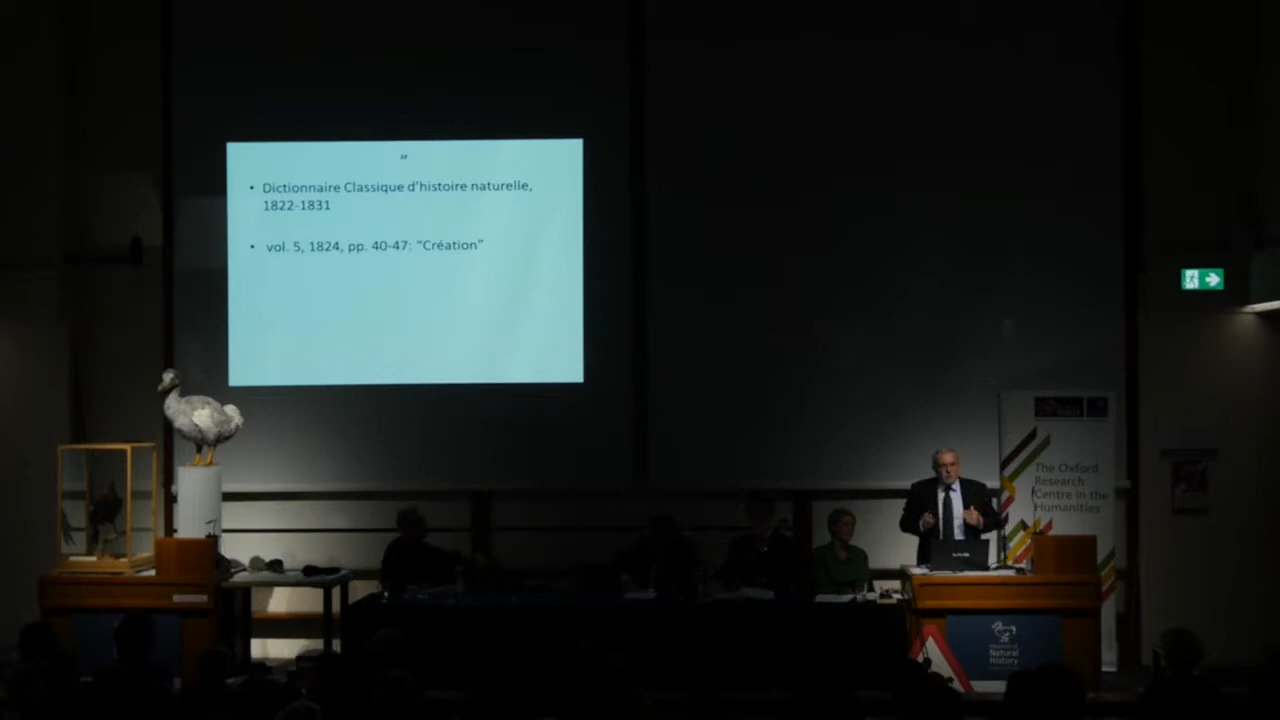 ”
• Dictionnaire Classique d’histoire naturelle,
1822-1831
• vol. 5, 1824, pp. 40-47: “Création”
The Oxford
Research
Centre in the
Humanities
Natural
History